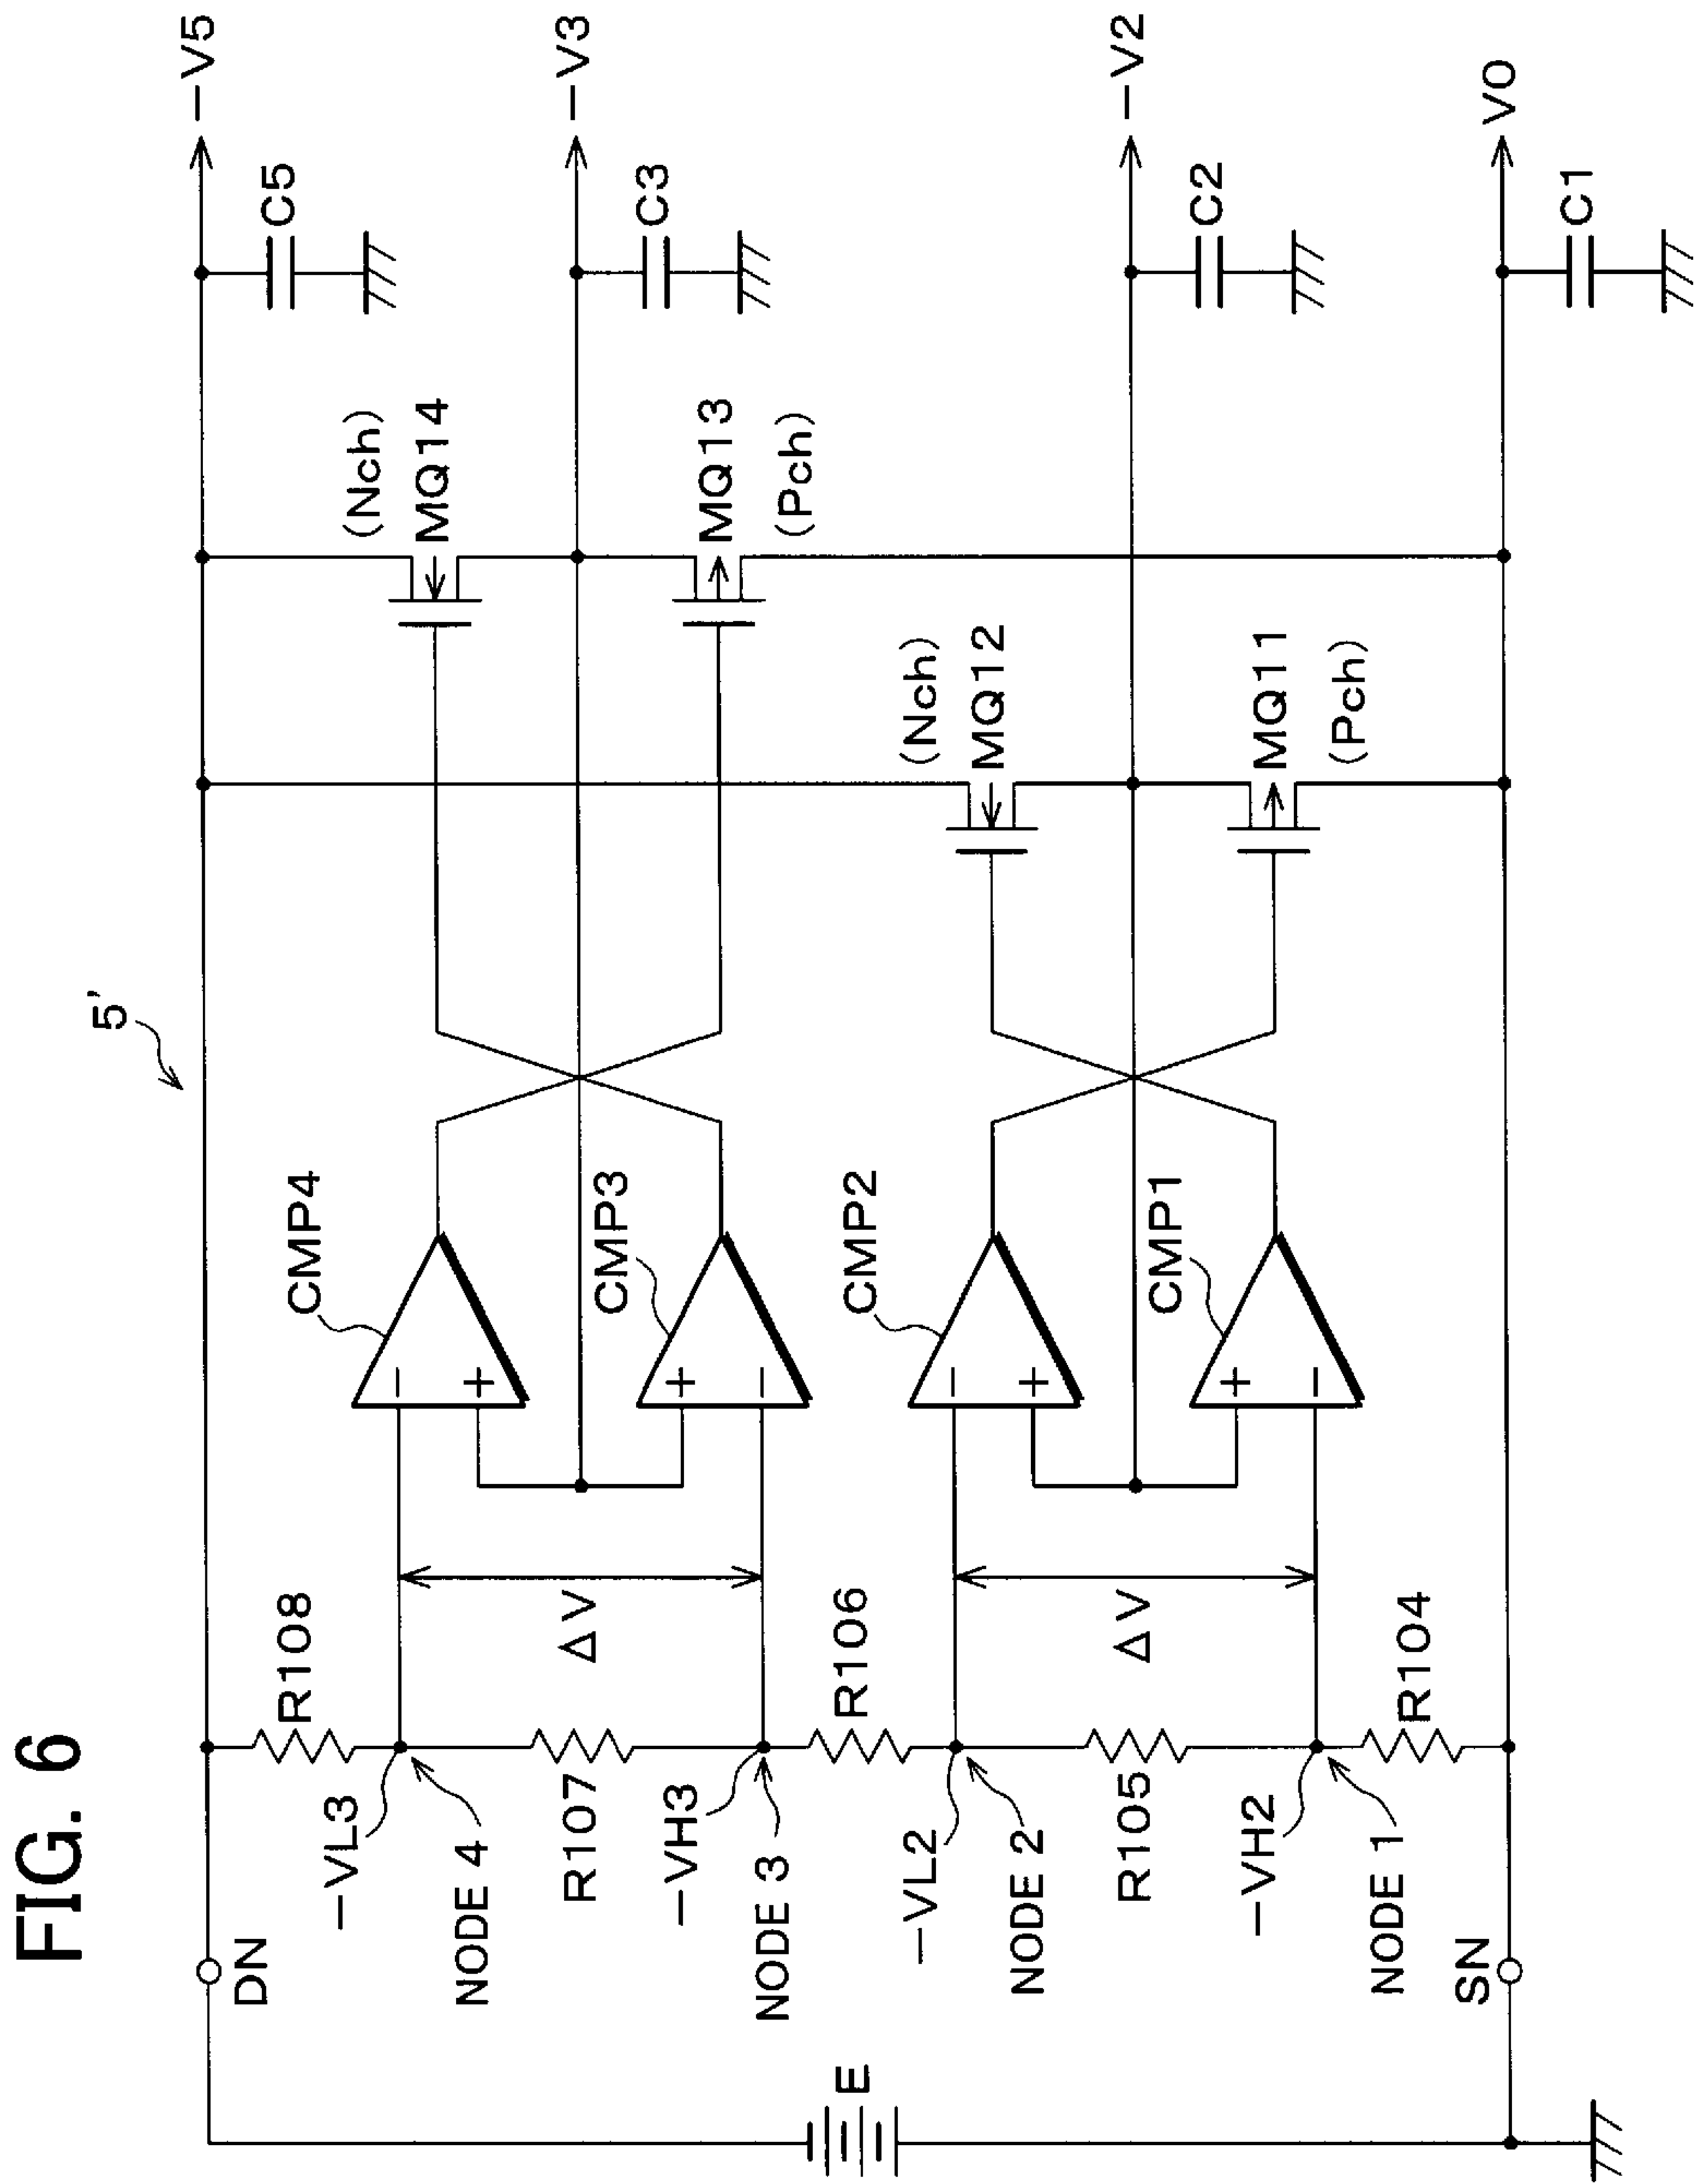 FIG. 6
5'
E
DN
SN
R108
−VL3
NODE 4
R107
ΔV
−VH3
NODE 3
R106
−VL2
NODE 2
R105
ΔV
−VH2
NODE 1
R104
CMP4
−
+
CMP3
+
−
CMP2
−
+
CMP1
+
−
(Nch)
MQ14
MQ13
(Pch)
(Nch)
MQ12
MQ11
(Pch)
C5
C3
C2
C1
−V5
−V3
−V2
V0